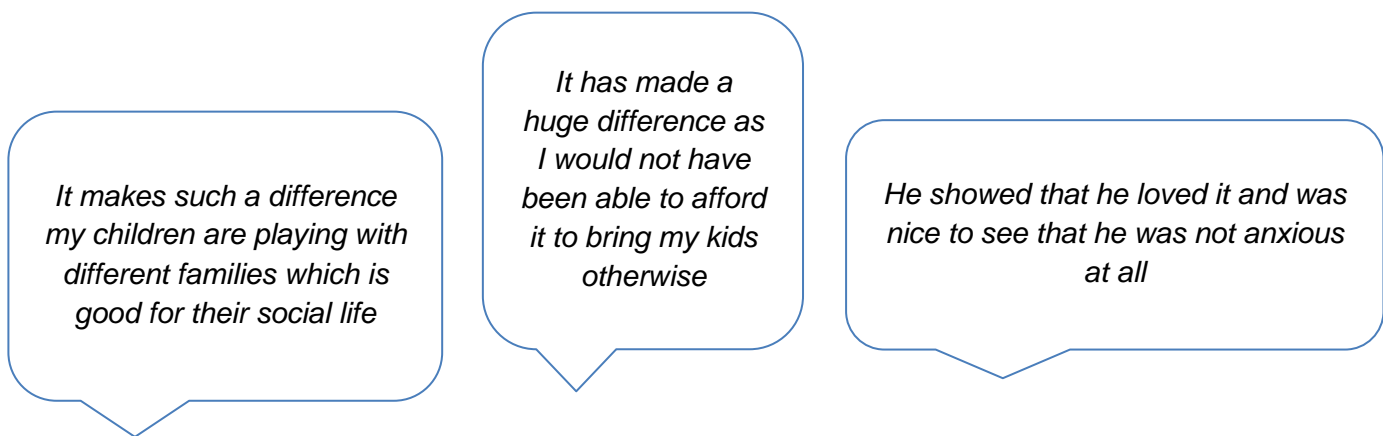 It makes such a difference
my children are playing with
different families which is
good for their social life
It has made a
huge difference as
I would not have
been able to afford
it to bring my kids
otherwise
He showed that he loved it and was
nice to see that he was not anxious
at all